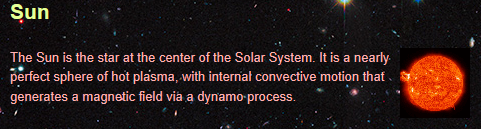 Sun
The Sun is the star at the center of the Solar System. It is a nearly
perfect sphere of hot plasma, with internal convective motion that
generates a magnetic field via a dynamo process.